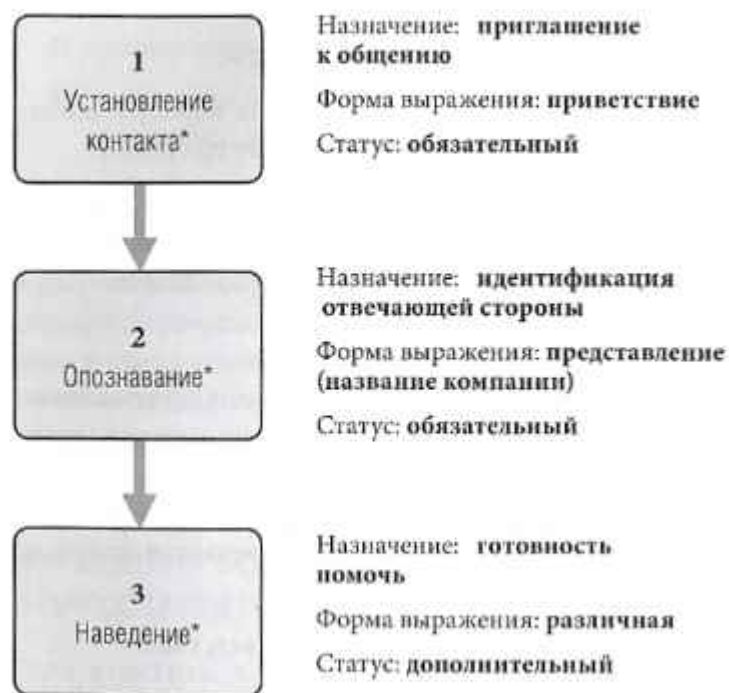 1
Установление
контакта*
Назначение: приглашение
к общению
Форма выражения: приветствие
Статус: обязательный
2
Опознавание*
Назначение: идентификация
отвечающей стороны
Форма выражения: представление
(название компании)
Статус: обязательный
3
Наведение*
Назначение: готовность
помочь
Форма выражения: различная
Статус: дополнительный